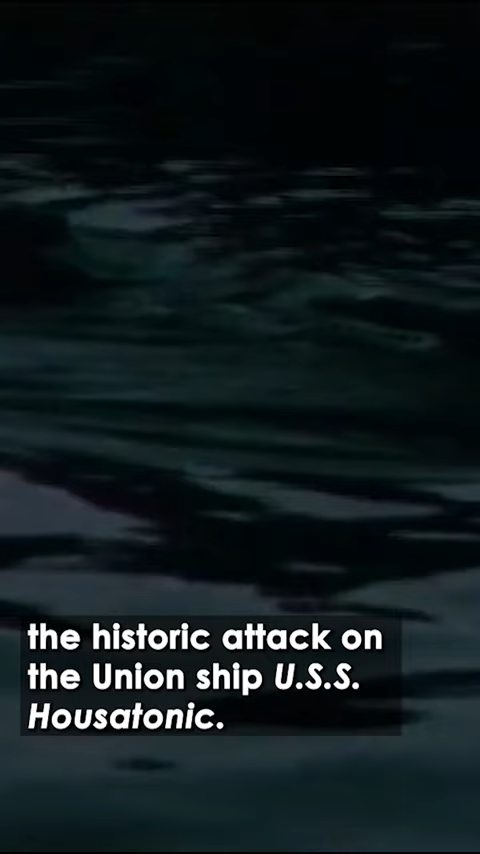 the historic attack on
the Union ship U.S.S.
Housatonic.